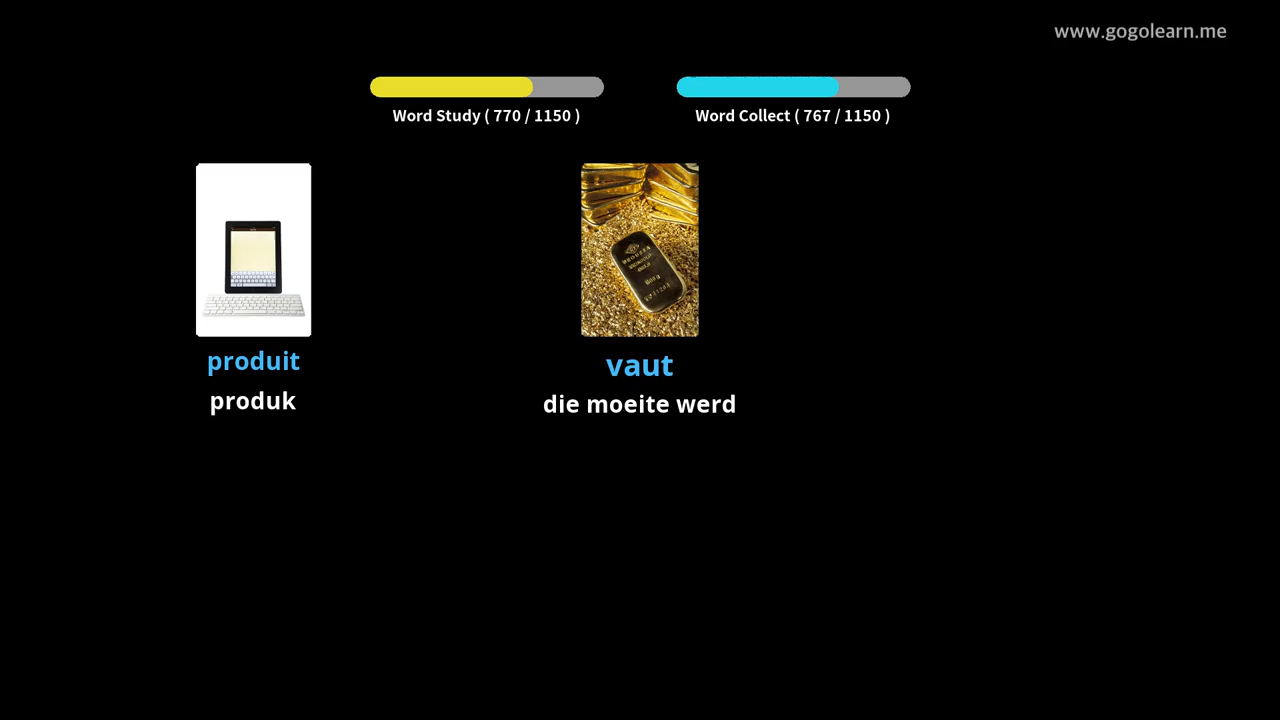 www.gogolearn.me
Word Study ( 770 / 1150 )
Word Collect ( 767 / 1150 )
produit
produk
vaut
die moeite werd